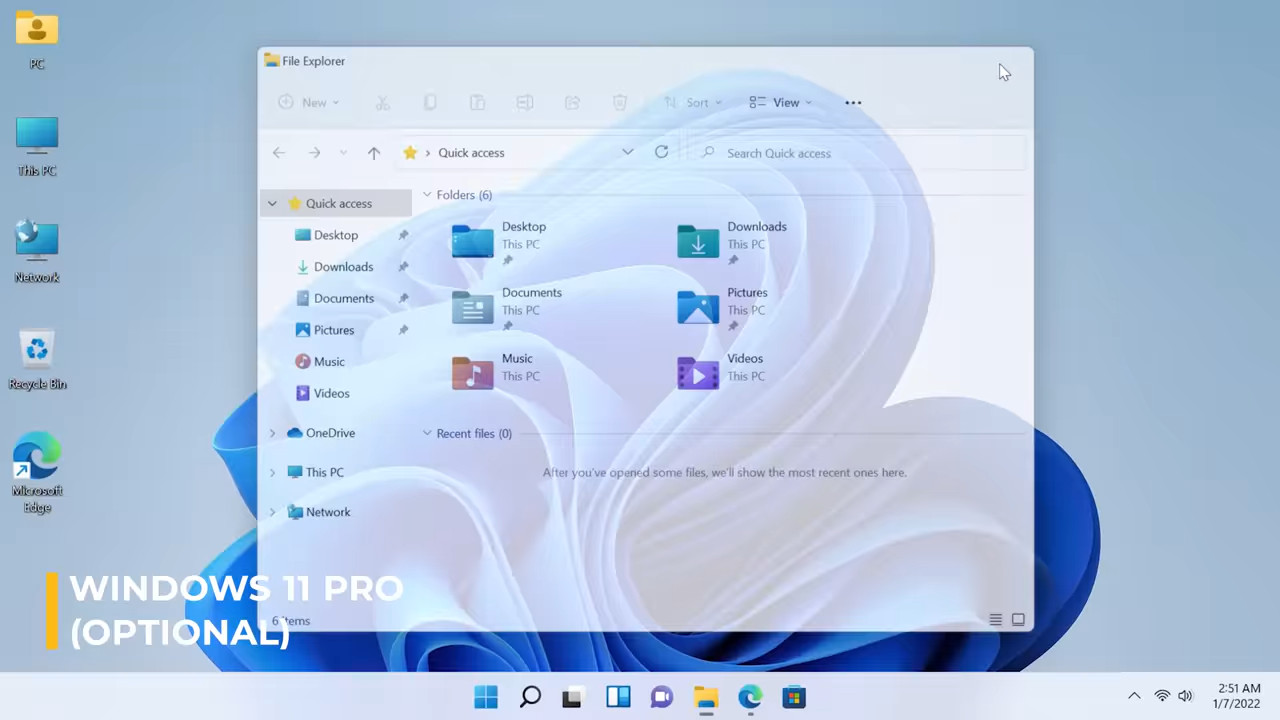 PC
This PC
Network
Recycle Bin
Microsoft
Edge
File Explorer
New
Sort
View
Quick access
Search Quick access
Quick access
Desktop
Downloads
Documents
Pictures
Music
Videos
OneDrive
This PC
Network
Folders (6)
Desktop
This PC
Downloads
This PC
Documents
This PC
Pictures
This PC
Music
This PC
Videos
This PC
Recent files (0)
After you've opened some files, we'll show the most recent ones here.
6 items
WINDOWS 11 PRO
(OPTIONAL)
2:51 AM
1/7/2022